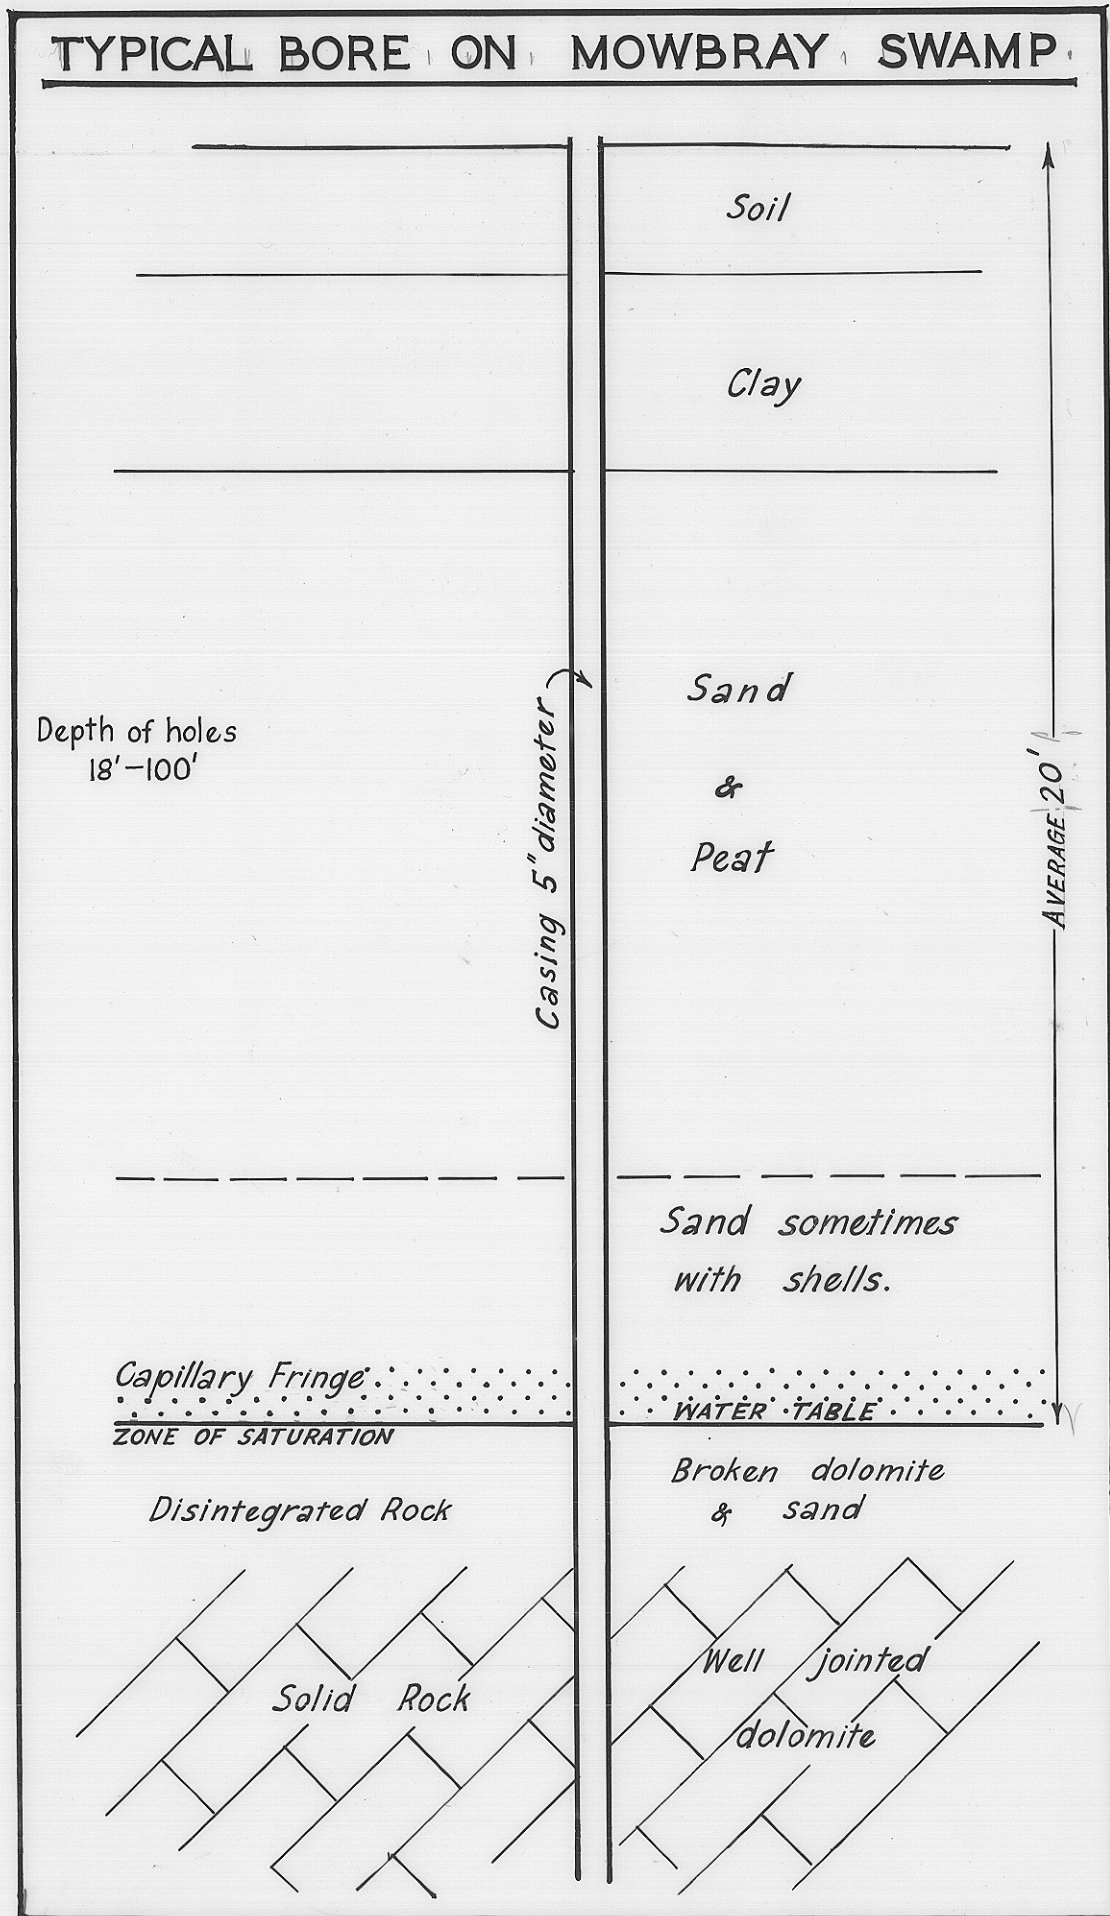 TYPICAL BORE ON MOWBRAY SWAMP.
Soil
Clay
Sand
&
Peat
Depth of holes
18'-100'
Casing 5" diameter
AVERAGE 20'
Sand sometimes
with shells.
Capillary Fringe
WATER TABLE
ZONE OF SATURATION
Broken dolomite
& sand
Disintegrated Rock
Well jointed
dolomite
Solid Rock